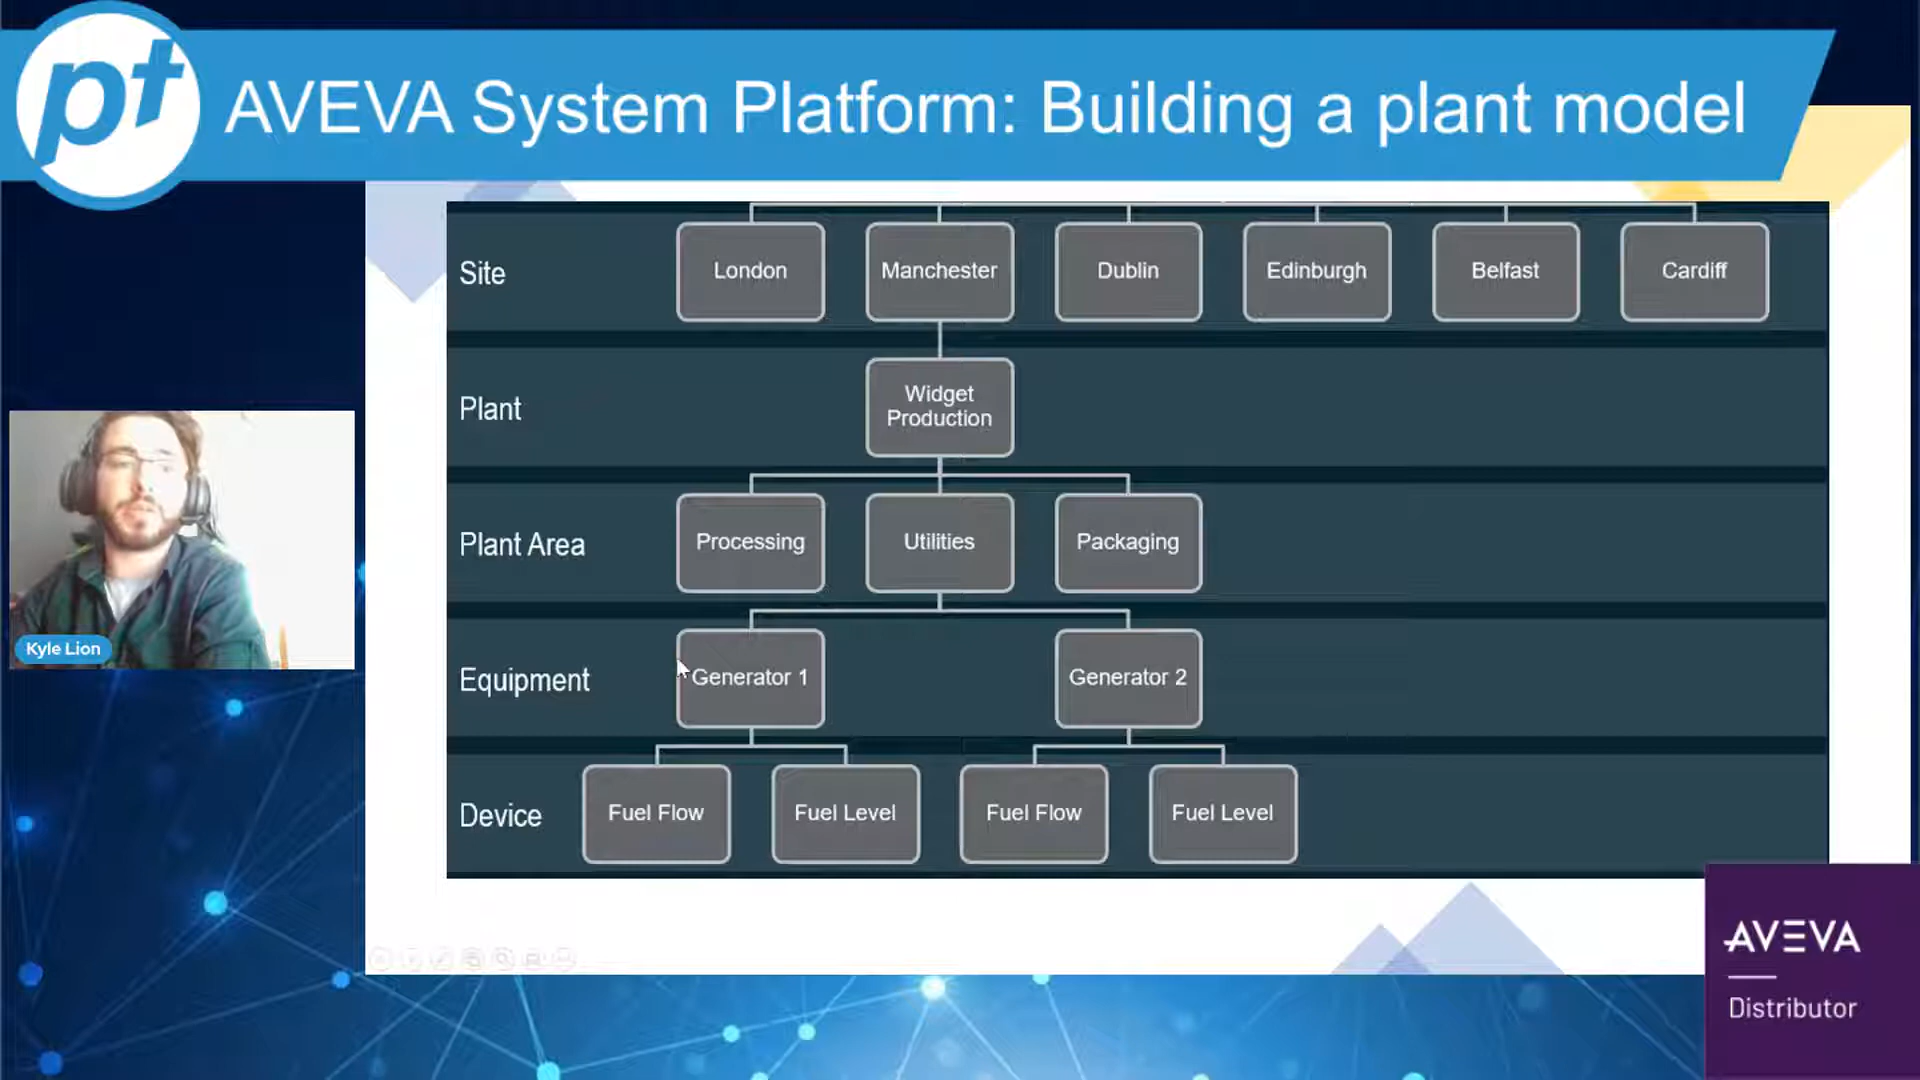 pt
AVEVA System Platform: Building a plant model
Site
London
Manchester
Dublin
Edinburgh
Belfast
Cardiff
Plant
Widget
Production
Plant Area
Processing
Utilities
Packaging
Equipment
Generator 1
Generator 2
Device
Fuel Flow
Fuel Level
Fuel Flow
Fuel Level
Kyle Lion
AVEVA
Distributor